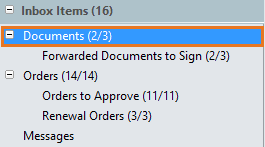 Inbox Items (16)
Documents (2/3)
Forwarded Documents to Sign (2/3)
Orders (14/14)
Orders to Approve (11/11)
Renewal Orders (3/3)
Messages